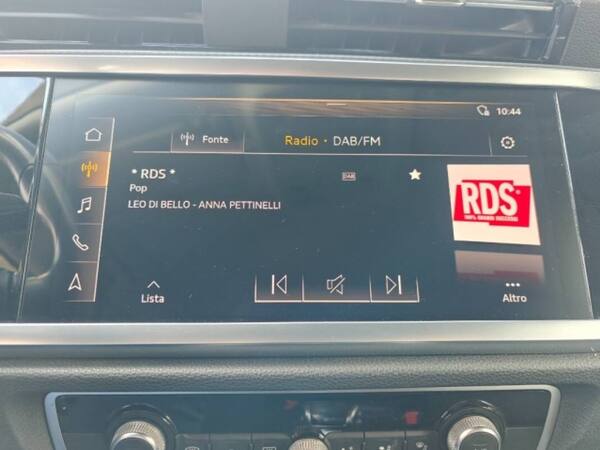 10:44
Fonte
Radio · DAB/FM
* RDS *
DAB
Pop
LEO DI BELLO - ANNA PETTINELLI
RDS
100% GRANDI SUCCESSI
Lista
Altro